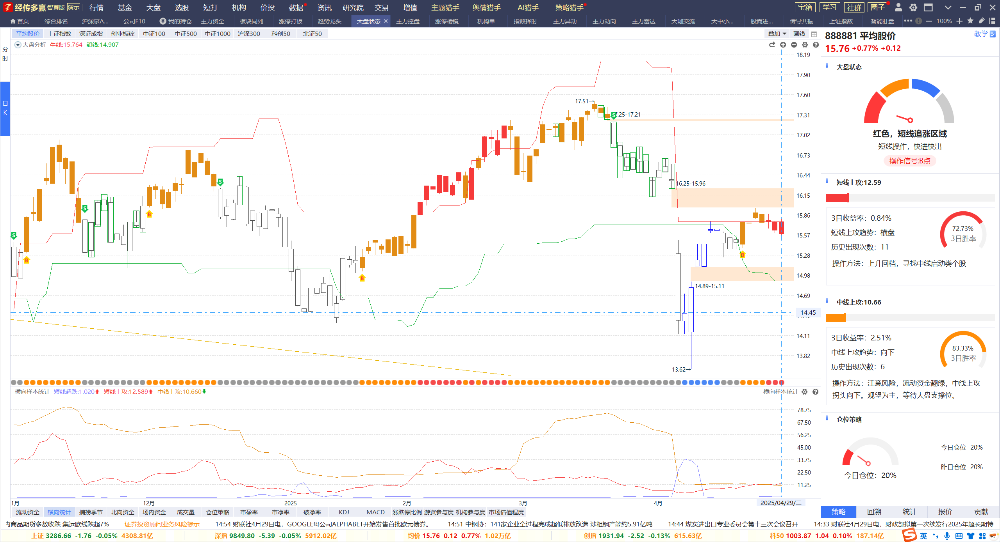 经传多赢 智尊版 演示 行情 基金 大盘 选股 短打 机构 价投 数据 资讯 研究院 交易 增值 主题猎手 舆情猎手 AI猎手 策略猎手 宝箱 学习 社群 圈子
首页 综合排名 沪深京A... 公司F10 我的持仓 主力资金 板块同列 涨停打板 趋势龙头 大盘状态 主力控盘 涨停棱镜 机构单 指数择时 主力异动 主力动向 主力雷达 大咖交流 大中小... 股商进... 传导共振 上证指数 智能盯盘 100%
平均股价 上证指数 深证成指 创业板综 中证100 中证500 中证1000 沪深300 科创50 北证50 叠加 画线
大盘分析 牛线:15.764 熊线:14.907
分时
日K
18.19
17.90
17.60
17.31
17.02
16.73
16.44
16.15
15.86
15.57
15.28
14.98
14.69
14.45
14.11
13.82
17.51→
7.25-17.21
16.25-15.96
14.89-15.11
13.62→
S
B
S
B
S
B
S
B
横向样本统计 短线超跌:1.020 短线上攻:12.589 中线上攻:10.660 横向样本统计
78.75
67.50
56.25
45.00
33.75
22.50
11.25
1月 12月 2025 2月 3月 4月 2025/04/29/二
流动资金 横向统计 捕捞季节 北向资金 场内资金 成交量 仓位策略 市盈率 市净率 破净率 KDJ MACD 涨跌停比例 游资参与度 机构参与度 市场估值程度
888881 平均股价 教学
15.76 +0.77% +0.12
大盘状态
红色，短线追涨区域
短线操作，快进快出
操作信号:B点
短线上攻:12.59
3日收益率：0.84%
短线上攻趋势：横盘
历史出现次数：11
72.73%
3日胜率
操作方法：上升回档，寻找中线启动类个股
中线上攻:10.66
3日收益率：2.51%
中线上攻趋势：向下
历史出现次数：6
83.33%
3日胜率
操作方法：注意风险，流动资金翻绿，中线上攻
拐头向下。观望为主，等待大盘支撑位。
仓位策略
今日仓位：20%
今日仓位 20%
昨日仓位 20%
策略 回溯 统计 报价 贡献
内商品期货多数收跌 集运欧线跌超7% 证券投资顾问业务风险提示 14:54 财联社4月29日电，GOOGLE母公司ALPHABET开始发售首批欧元债券。 14:51 中钢协：141家企业全过程完成超低排放改造 涉粗钢产能约5.91亿吨 14:44 煤炭进出口专业委员会第十三次会议召开 14:33 财联社4月29日电，财政部拟第一次续发行2025年超长期特
上证 3286.66 -1.76 -0.05% 4308.81亿 深指 9849.80 -5.39 -0.05% 5912.02亿 均价 15.76 0.12 0.77% 1.02万亿 创指 1931.94 -2.52 -0.13% 615.63亿 科50 1003.87 1.04 0.10% 187.14亿 英